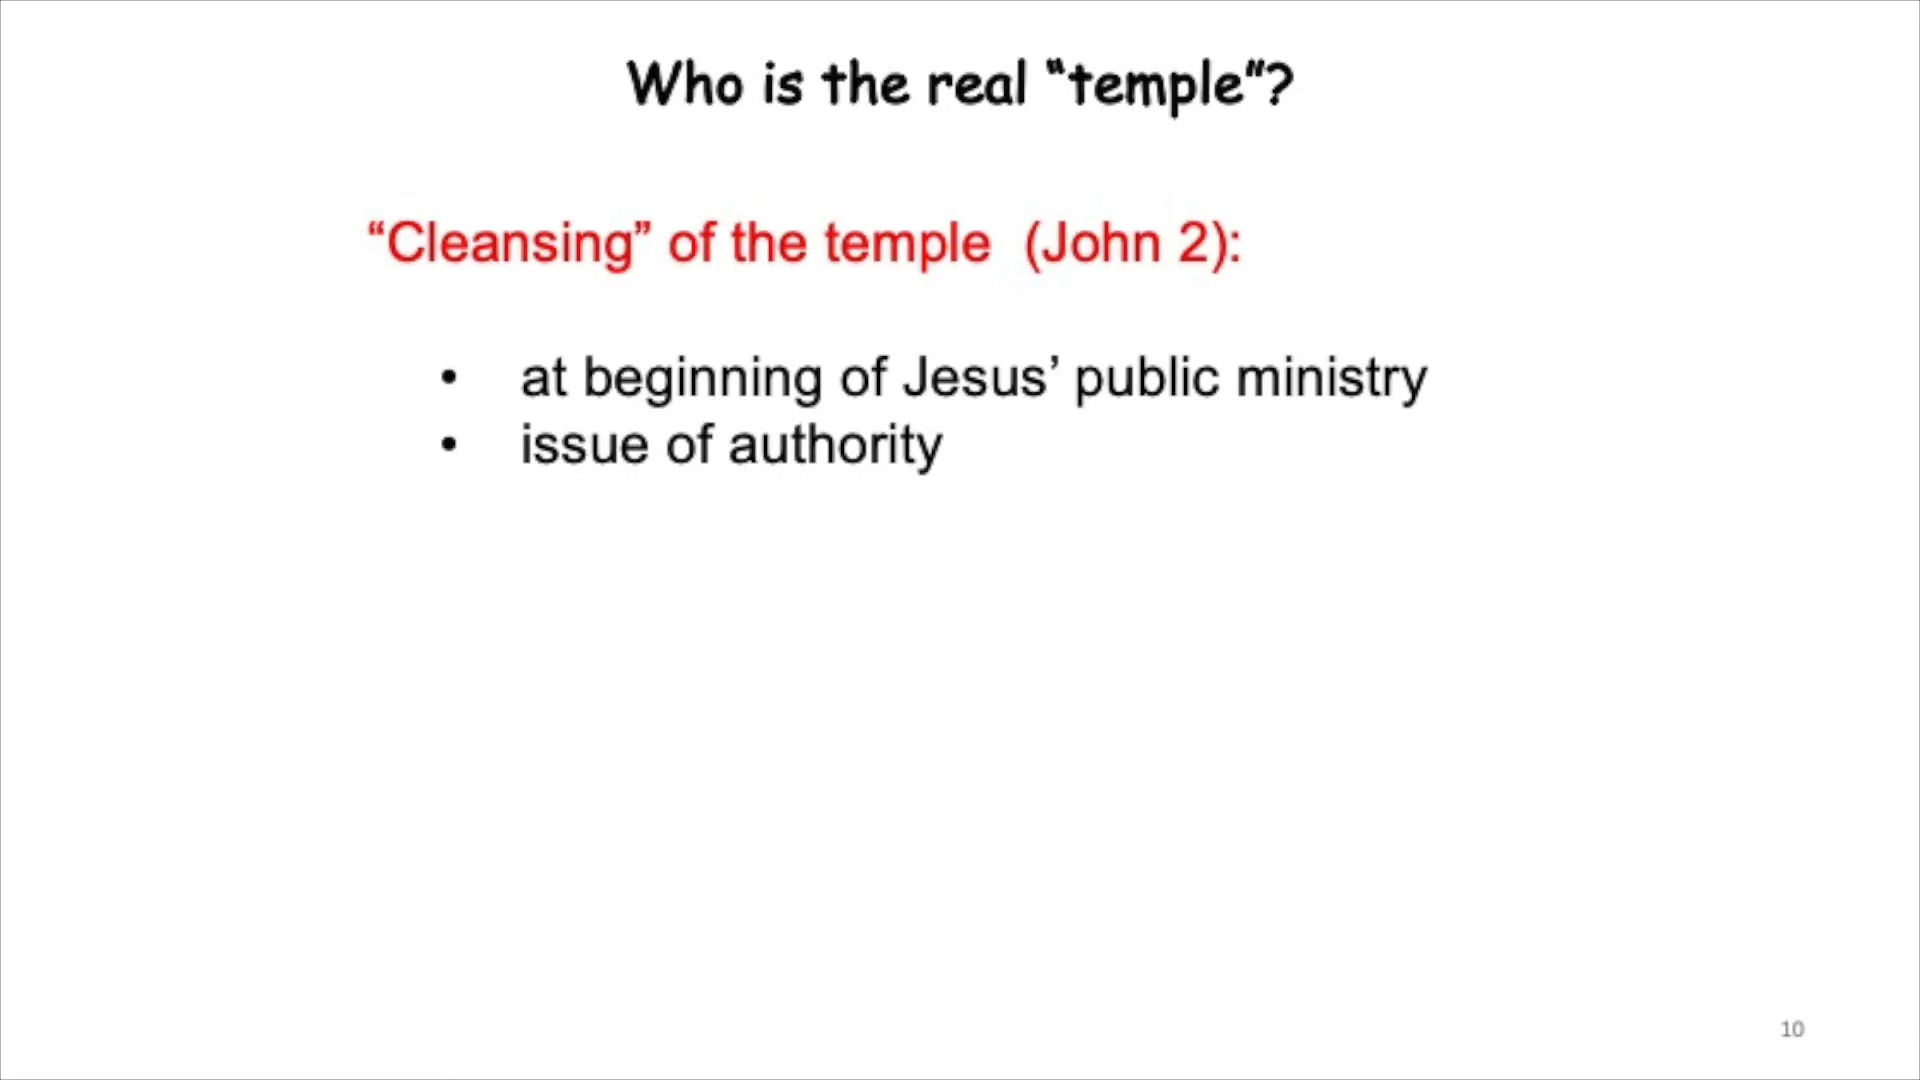 Who is the real “temple”?
“Cleansing” of the temple (John 2):
• at beginning of Jesus’ public ministry
• issue of authority
10